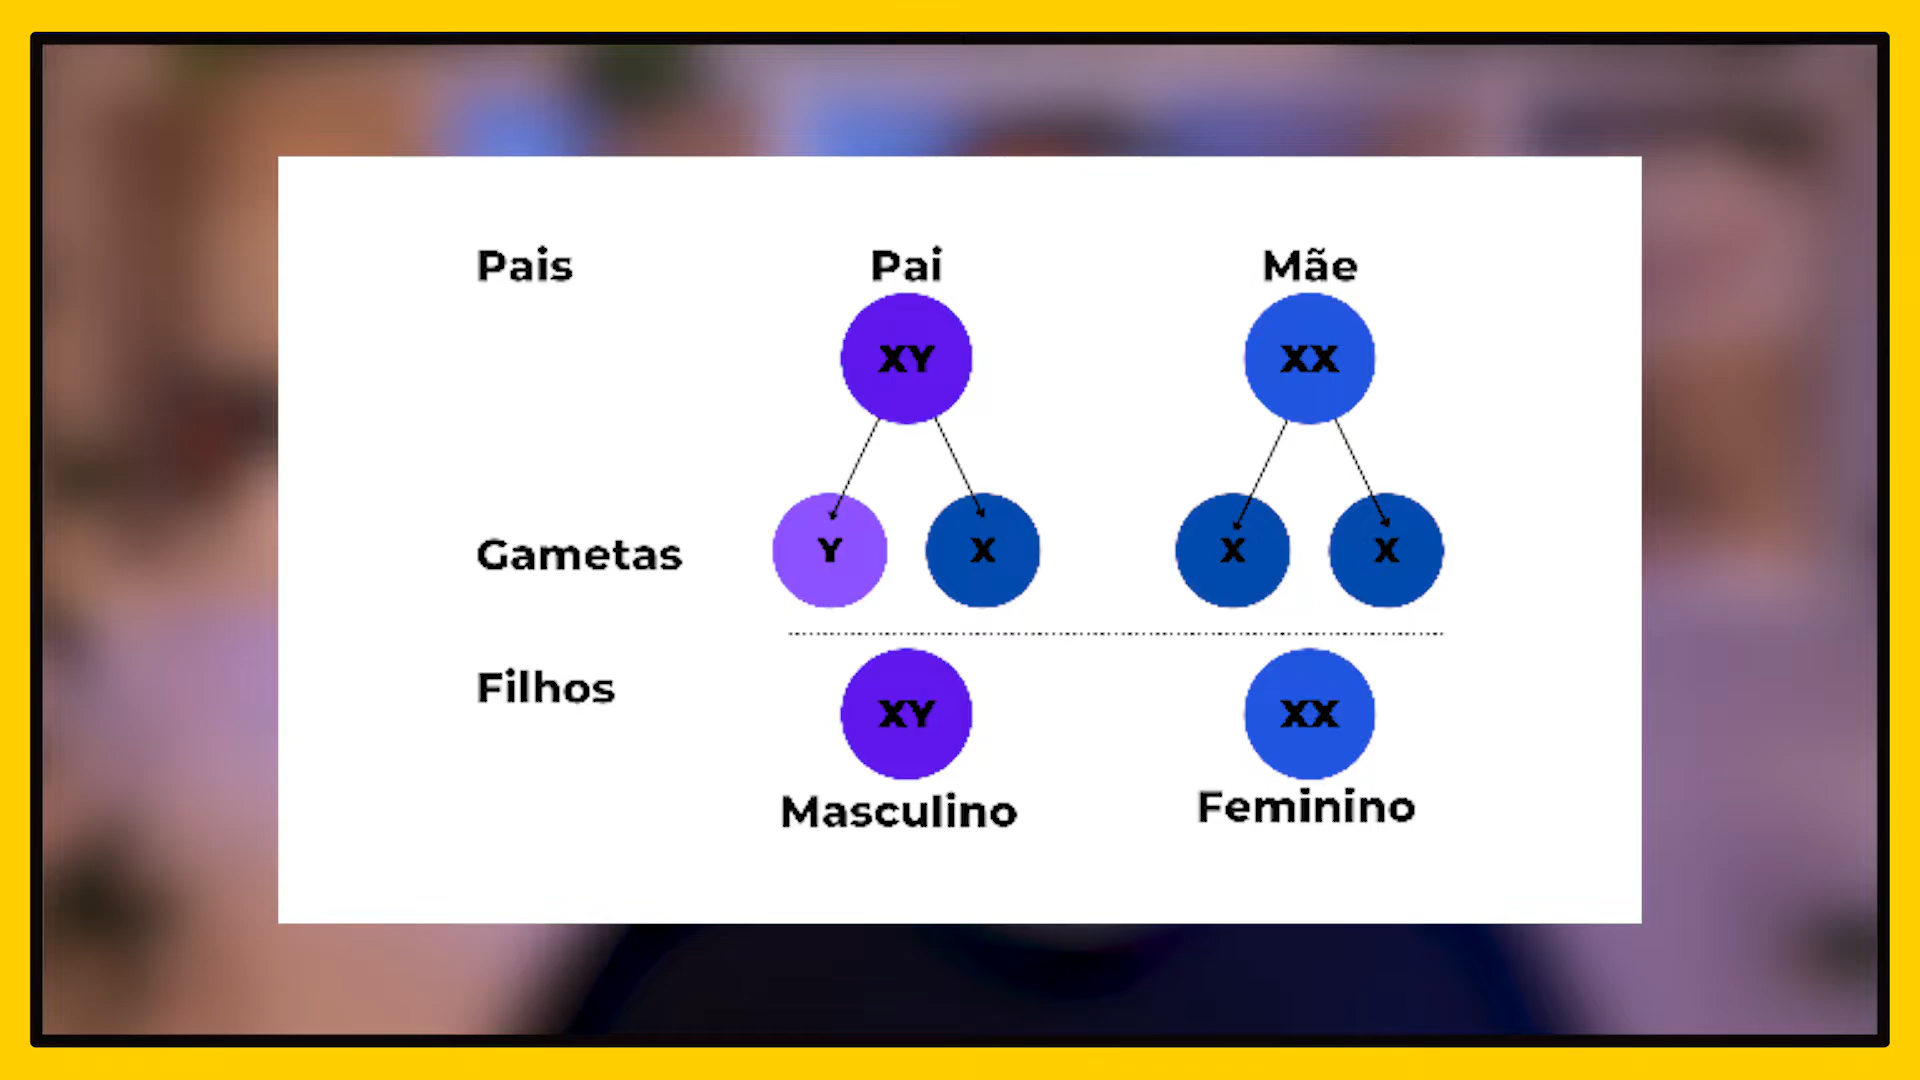 Pais Pai Mãe
XY XX
Gametas Y X X X
Filhos XY XX
Masculino Feminino